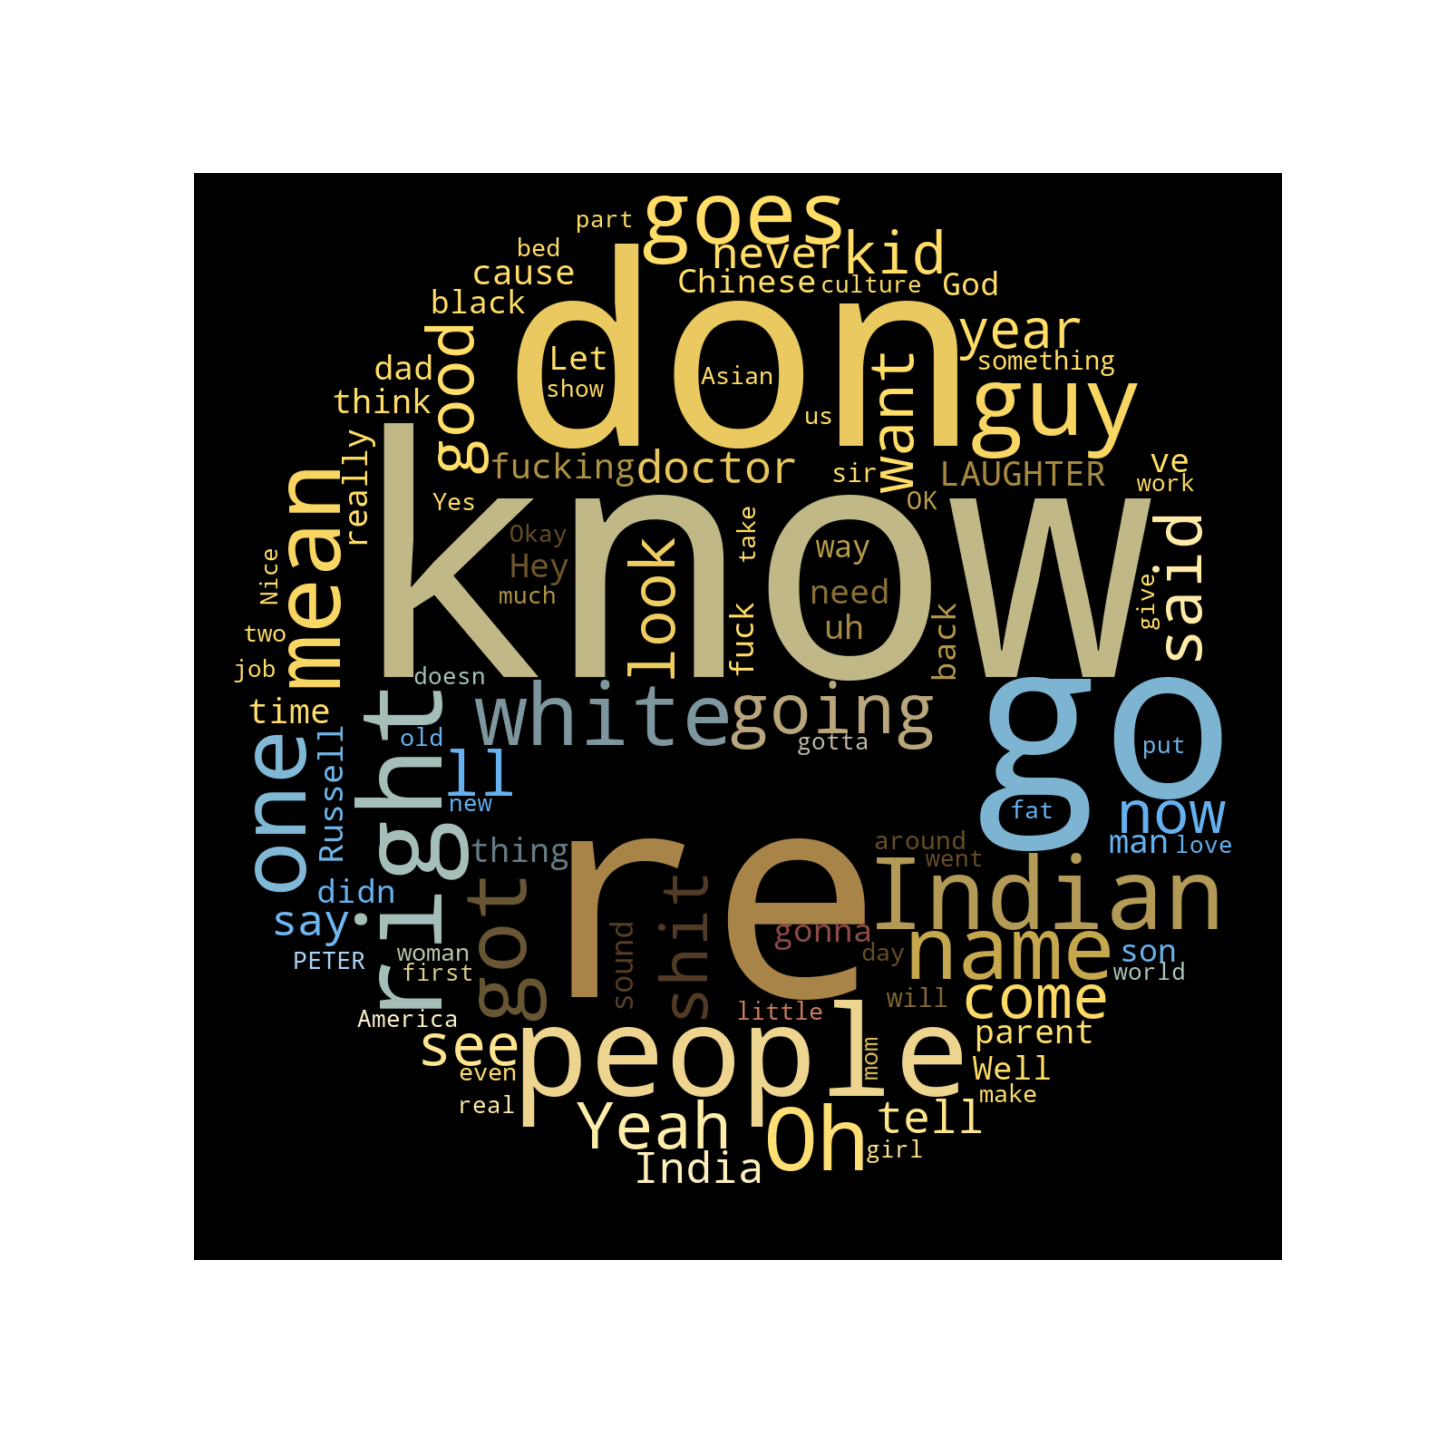 goes
part
never
kid
bed
cause
Chinese
culture
God
black
don
year
good
Let
something
dad
Asian
show
want
guy
think
us
really
fucking
doctor
sir
LAUGHTER
ve
work
mean
Yes
OK
know
said
Okay
take
way
Hey
look
Nice
much
need
give
fuck
uh
back
two
job
doesn
go
right
white
going
time
one
Russell
old
gotta
put
ll
new
fat
now
thing
re
around
man
love
went
didn
got
shit
Indian
say
sound
gonna
name
PETER
woman
day
son
first
world
America
little
will
come
see
people
mom
parent
even
Well
real
make
Yeah
Oh
tell
girl
India